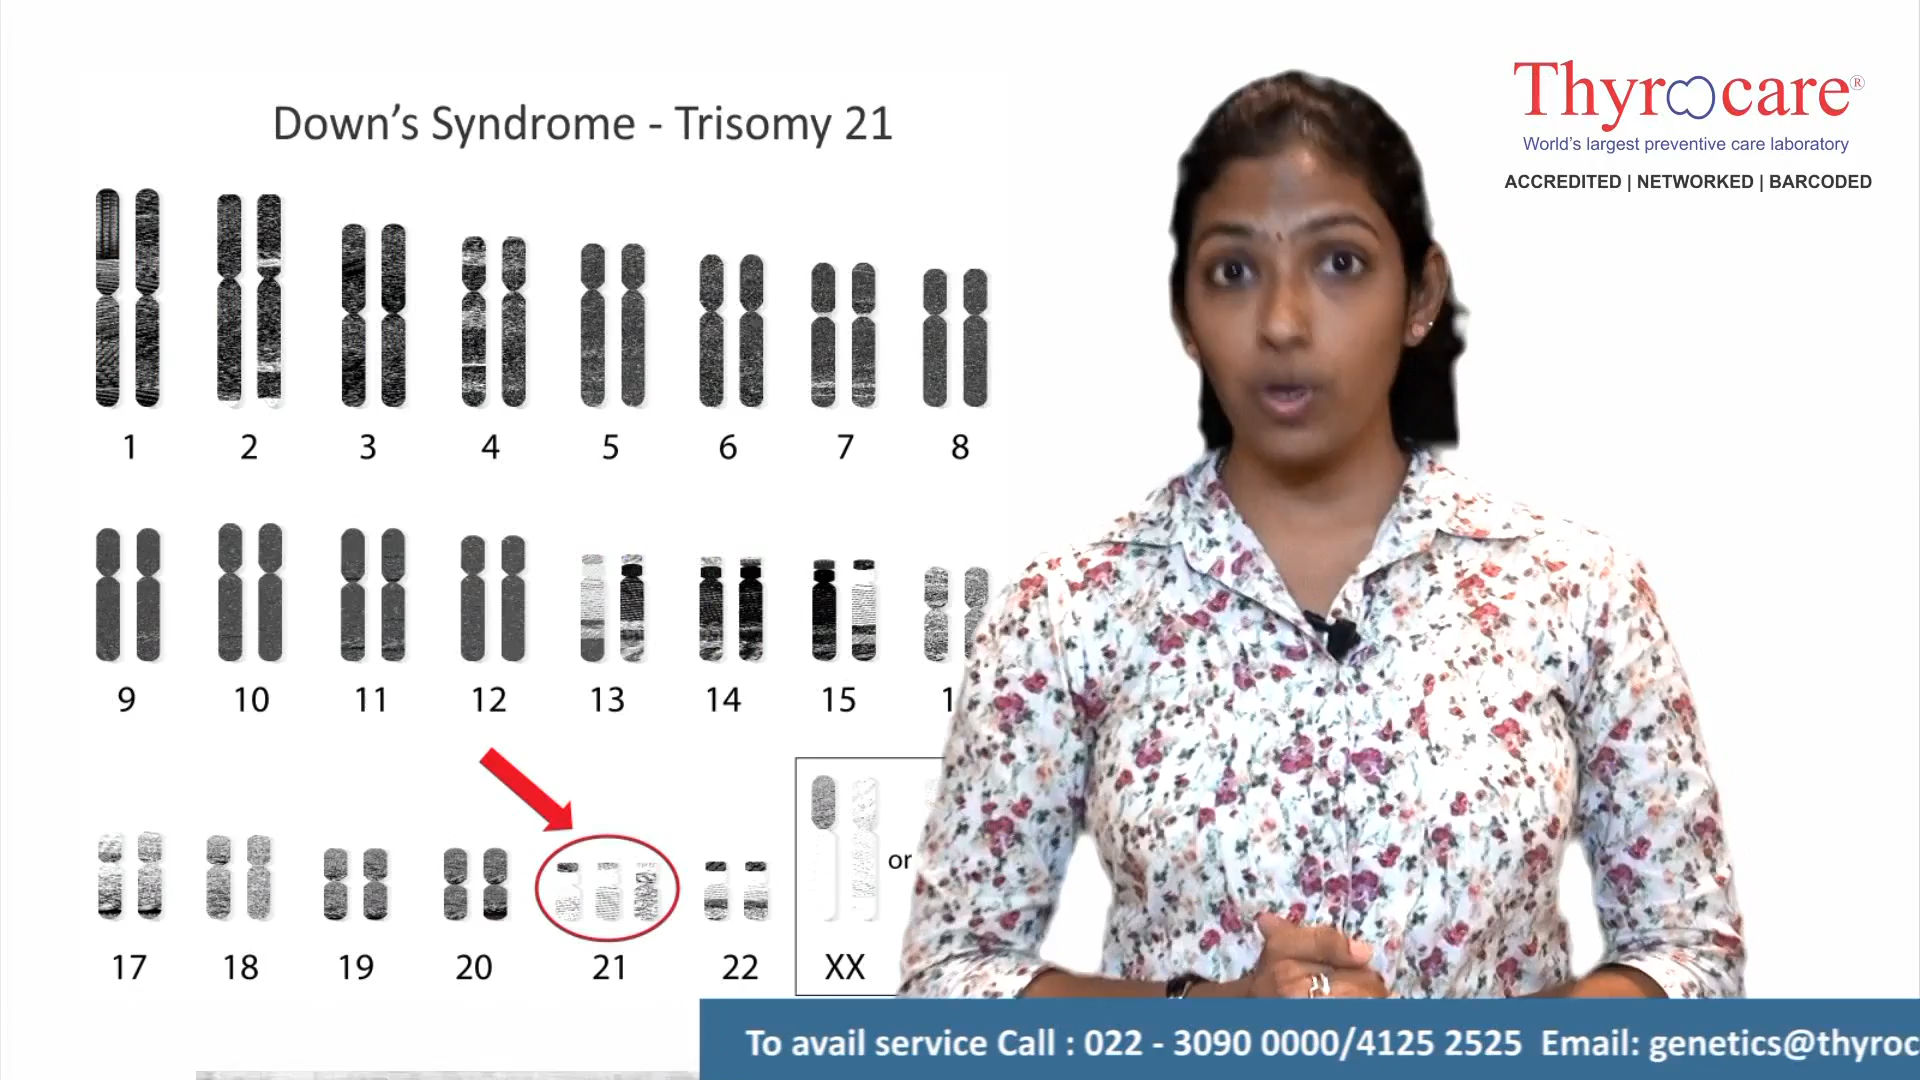 Down's Syndrome - Trisomy 21
Thyrocare®
World's largest preventive care laboratory
ACCREDITED | NETWORKED | BARCODED
1 2 3 4 5 6 7 8
9 10 11 12 13 14 15 1
or
17 18 19 20 21 22 XX
To avail service Call : 022 - 3090 0000/4125 2525 Email: genetics@thyroc